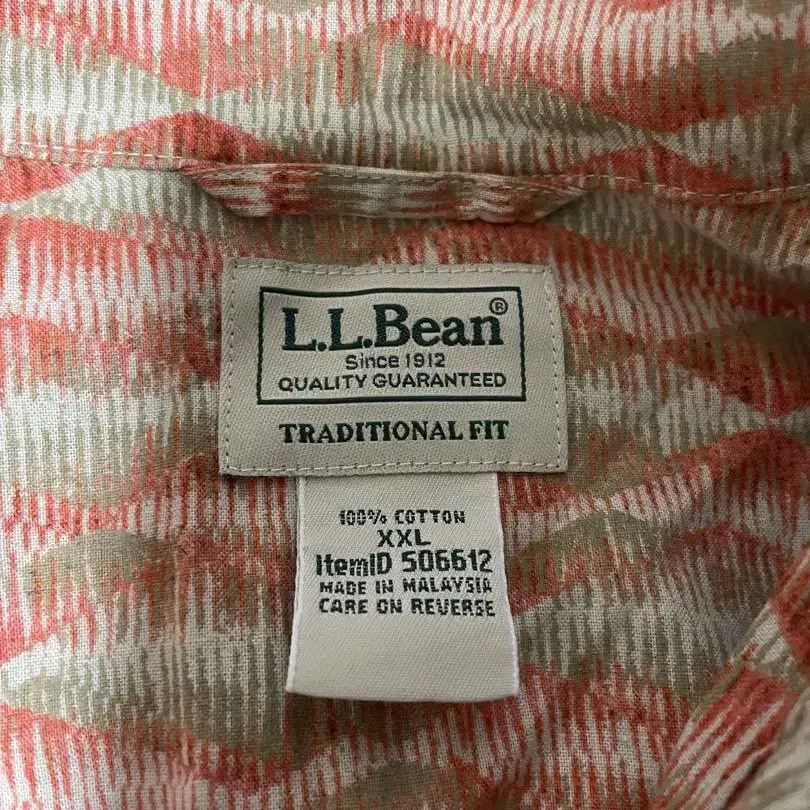 L.L.Bean®
Since 1912
QUALITY GUARANTEED
TRADITIONAL FIT
100% COTTON
XXL
ItemID 506612
MADE IN MALAYSIA
CARE ON REVERSE